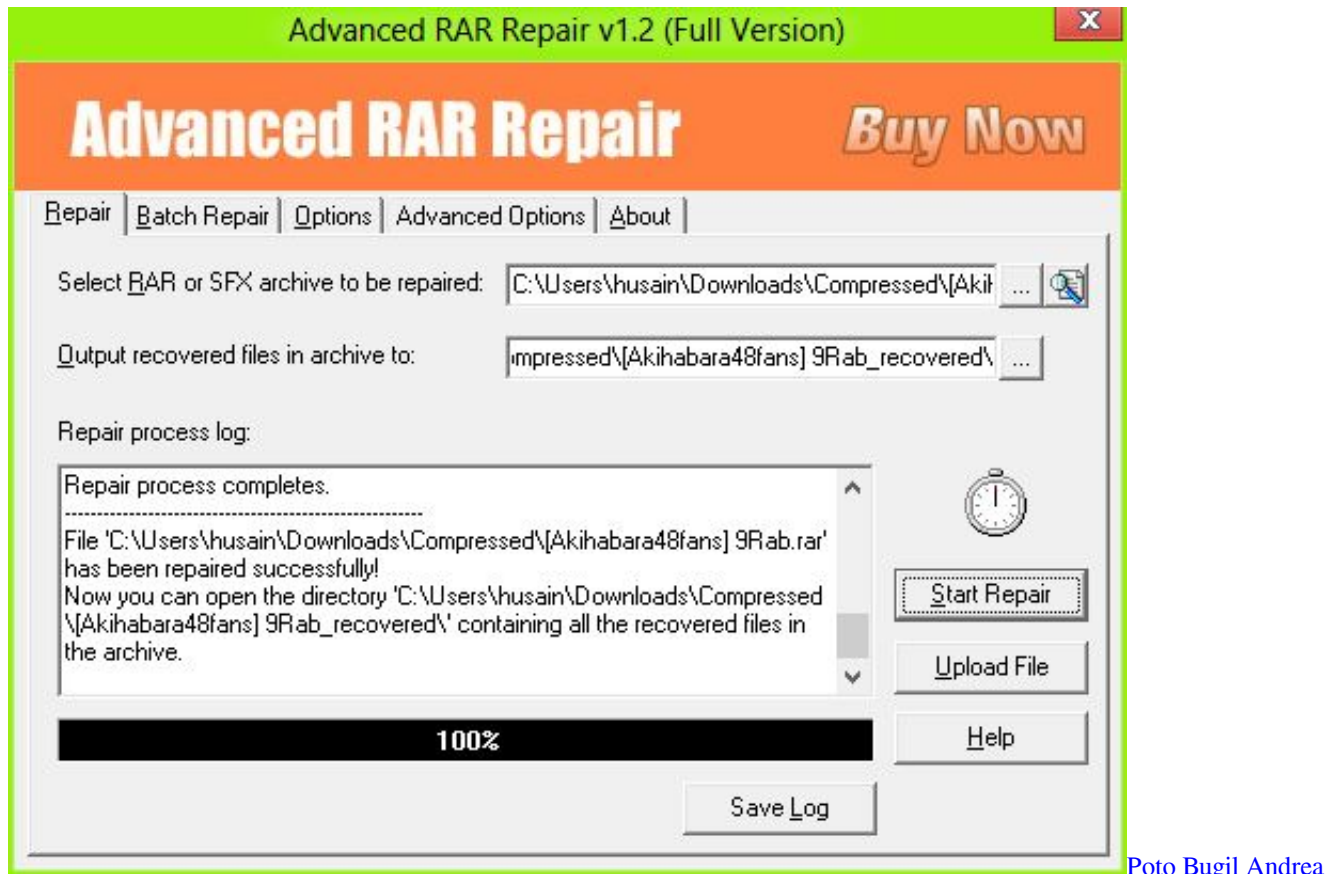 Advanced RAR Repair v1.2 (Full Version)
x
Advanced RAR Repair
Buy Now
Repair
Batch Repair
Options
Advanced Options
About
Select RAR or SFX archive to be repaired:
C:\Users\husain\Downloads\Compressed\[Akih
...
Output recovered files in archive to:
ompressed\[Akihabara48fans] 9Rab_recovered\
...
Repair process log:
Repair process completes.
------------------------------------------------------------
File 'C:\Users\husain\Downloads\Compressed\[Akihabara48fans] 9Rab.rar'
has been repaired successfully!
Now you can open the directory 'C:\Users\husain\Downloads\Compressed
\[Akihabara48fans] 9Rab_recovered\' containing all the recovered files in
the archive.
Start Repair
Upload File
100%
Help
Save Log
Poto Bugil Andrea